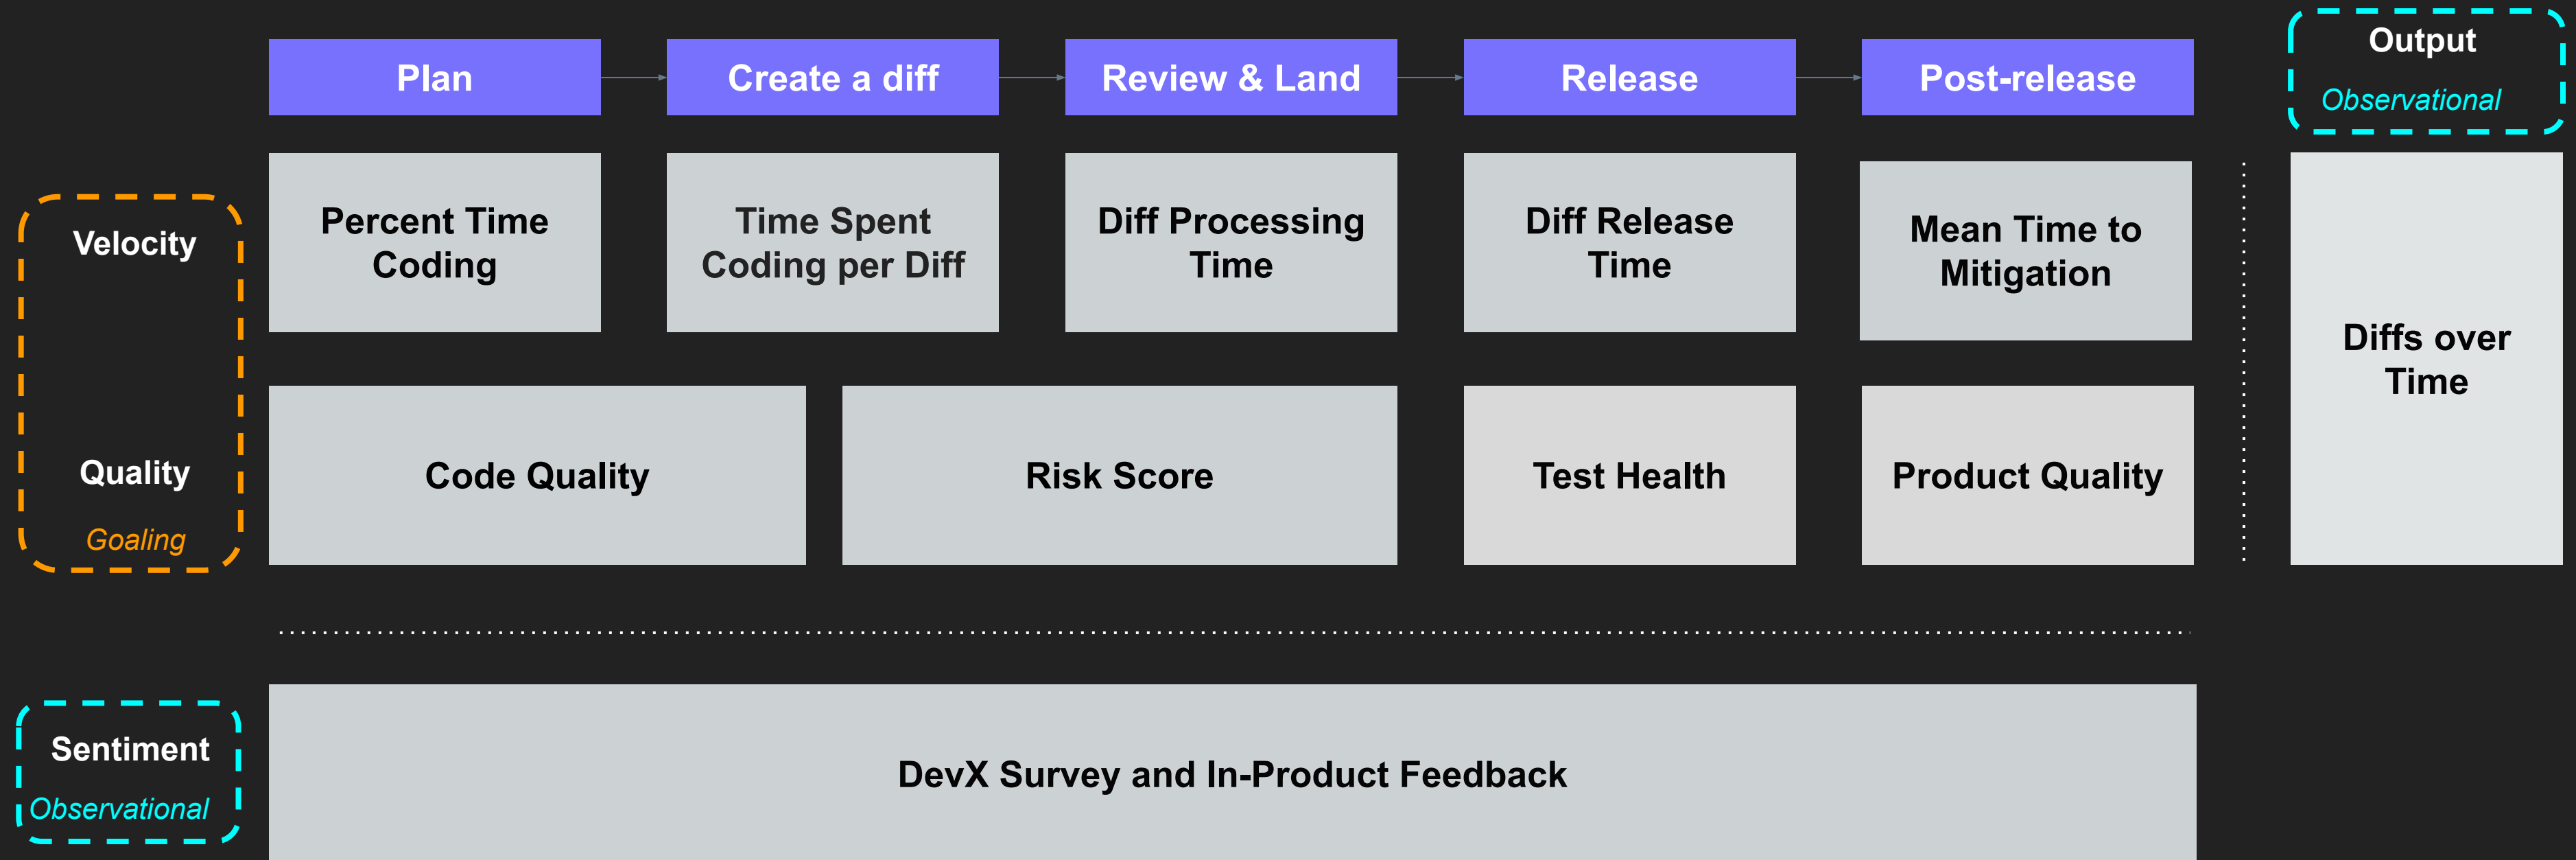 Plan
Create a diff
Review & Land
Release
Post-release
Output
Observational
Velocity
Percent Time
Coding
Time Spent
Coding per Diff
Diff Processing
Time
Diff Release
Time
Mean Time to
Mitigation
Diffs over
Time
Quality
Goaling
Code Quality
Risk Score
Test Health
Product Quality
Sentiment
Observational
DevX Survey and In-Product Feedback